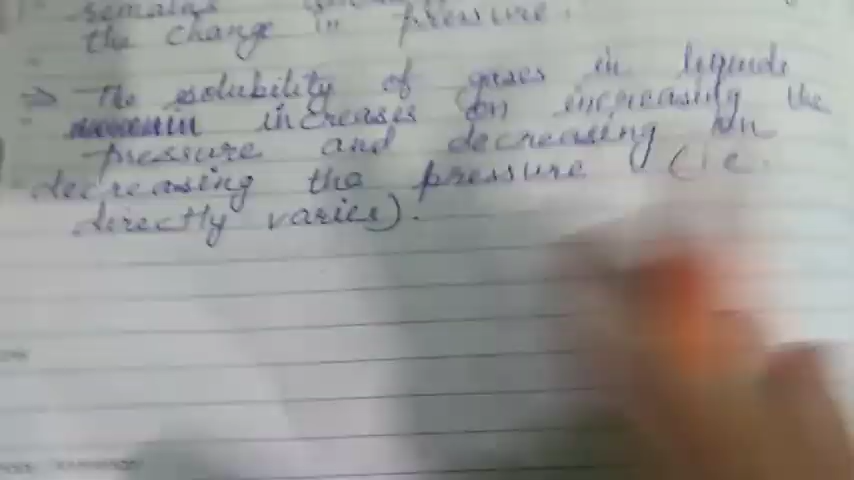 remains
the change in pressure.
⇒ The solubility of gases in liquids
increases on increasing the
pressure and decreasing on
decreasing the pressure (i.e.
directly varies).